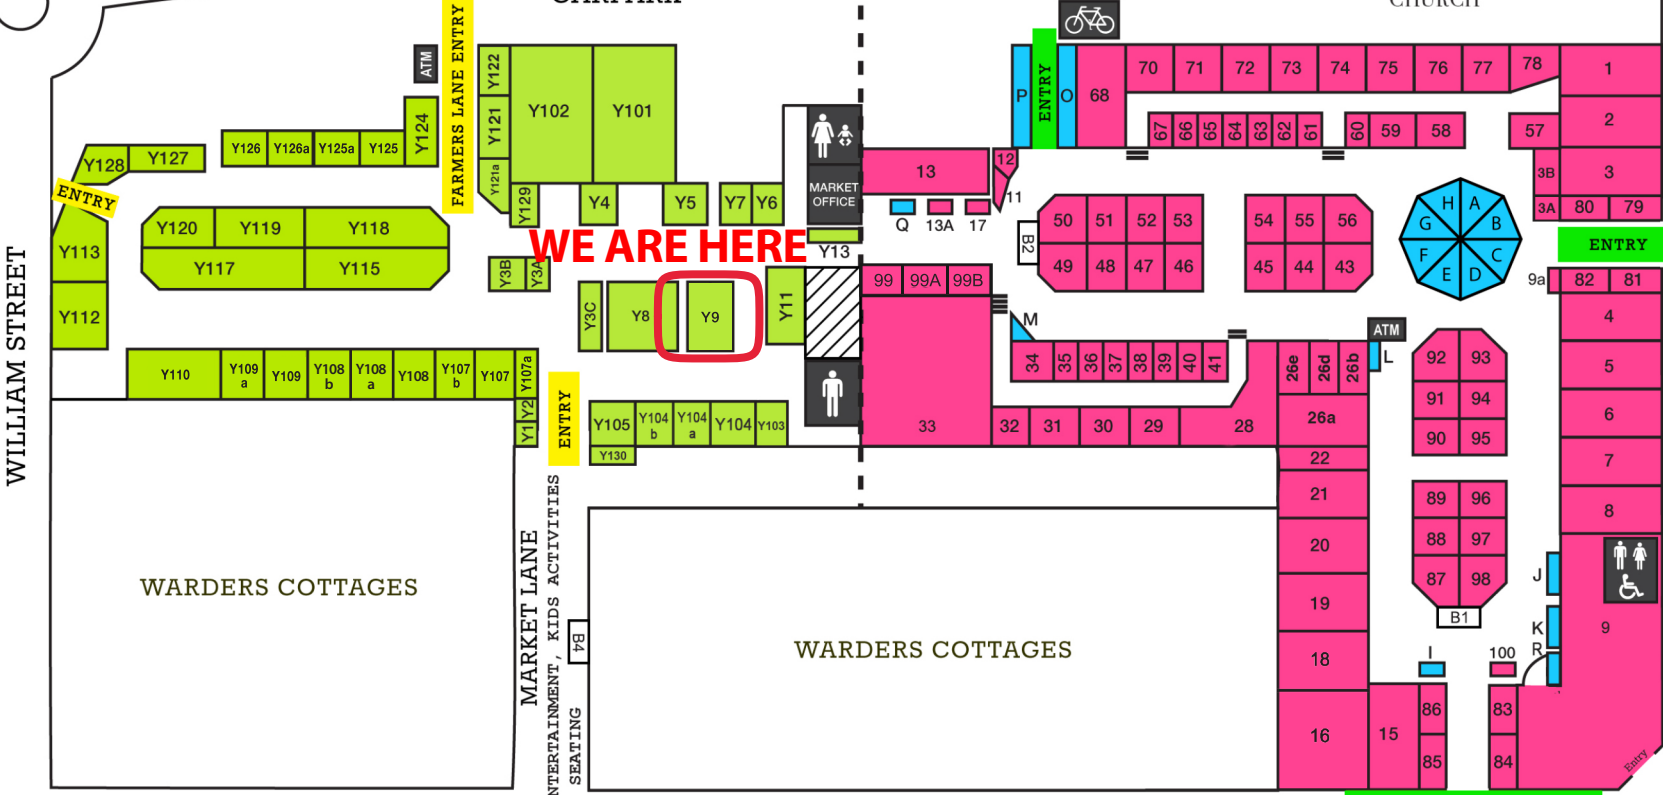 CHURCH
FARMERS LANE ENTRY
ATM
Y122
Y102
Y101
Y121
Y124
Y121a
Y129
Y126
Y126a
Y125a
Y125
Y128
Y127
ENTRY
Y4
Y5
Y7
Y6
MARKET
OFFICE
Y13
Y120
Y119
Y118
Y117
Y115
Y113
Y112
WE ARE HERE
Y3B
Y3A
Y3C
Y8
Y9
Y11
Y110
Y109
a
Y109
Y108
b
Y108
a
Y108
Y107
b
Y107
Y107a
Y2
Y1
ENTRY
Y105
Y104
b
Y104
a
Y104
Y103
Y130
WILLIAM STREET
WARDERS COTTAGES
MARKET LANE
NTERTAINMENT, KIDS ACTIVITIES
SEATING
B4
WARDERS COTTAGES
P
ENTRY
O
68
70
71
72
73
74
75
76
77
78
1
2
3
3B
3A
80
79
67
66
65
64
63
62
61
60
59
58
57
13
12
11
Q
13A
17
B2
50
51
52
53
49
48
47
46
54
55
56
45
44
43
H
A
G
B
F
C
E
D
ENTRY
9a
82
81
4
5
6
7
8
9
99
99A
99B
33
M
34
35
36
37
38
39
40
41
32
31
30
29
28
26e
26d
26b
26a
ATM
L
22
21
20
19
18
16
15
92
93
91
94
90
95
89
96
88
97
87
98
B1
J
K
R
I
100
86
85
83
84
Entry